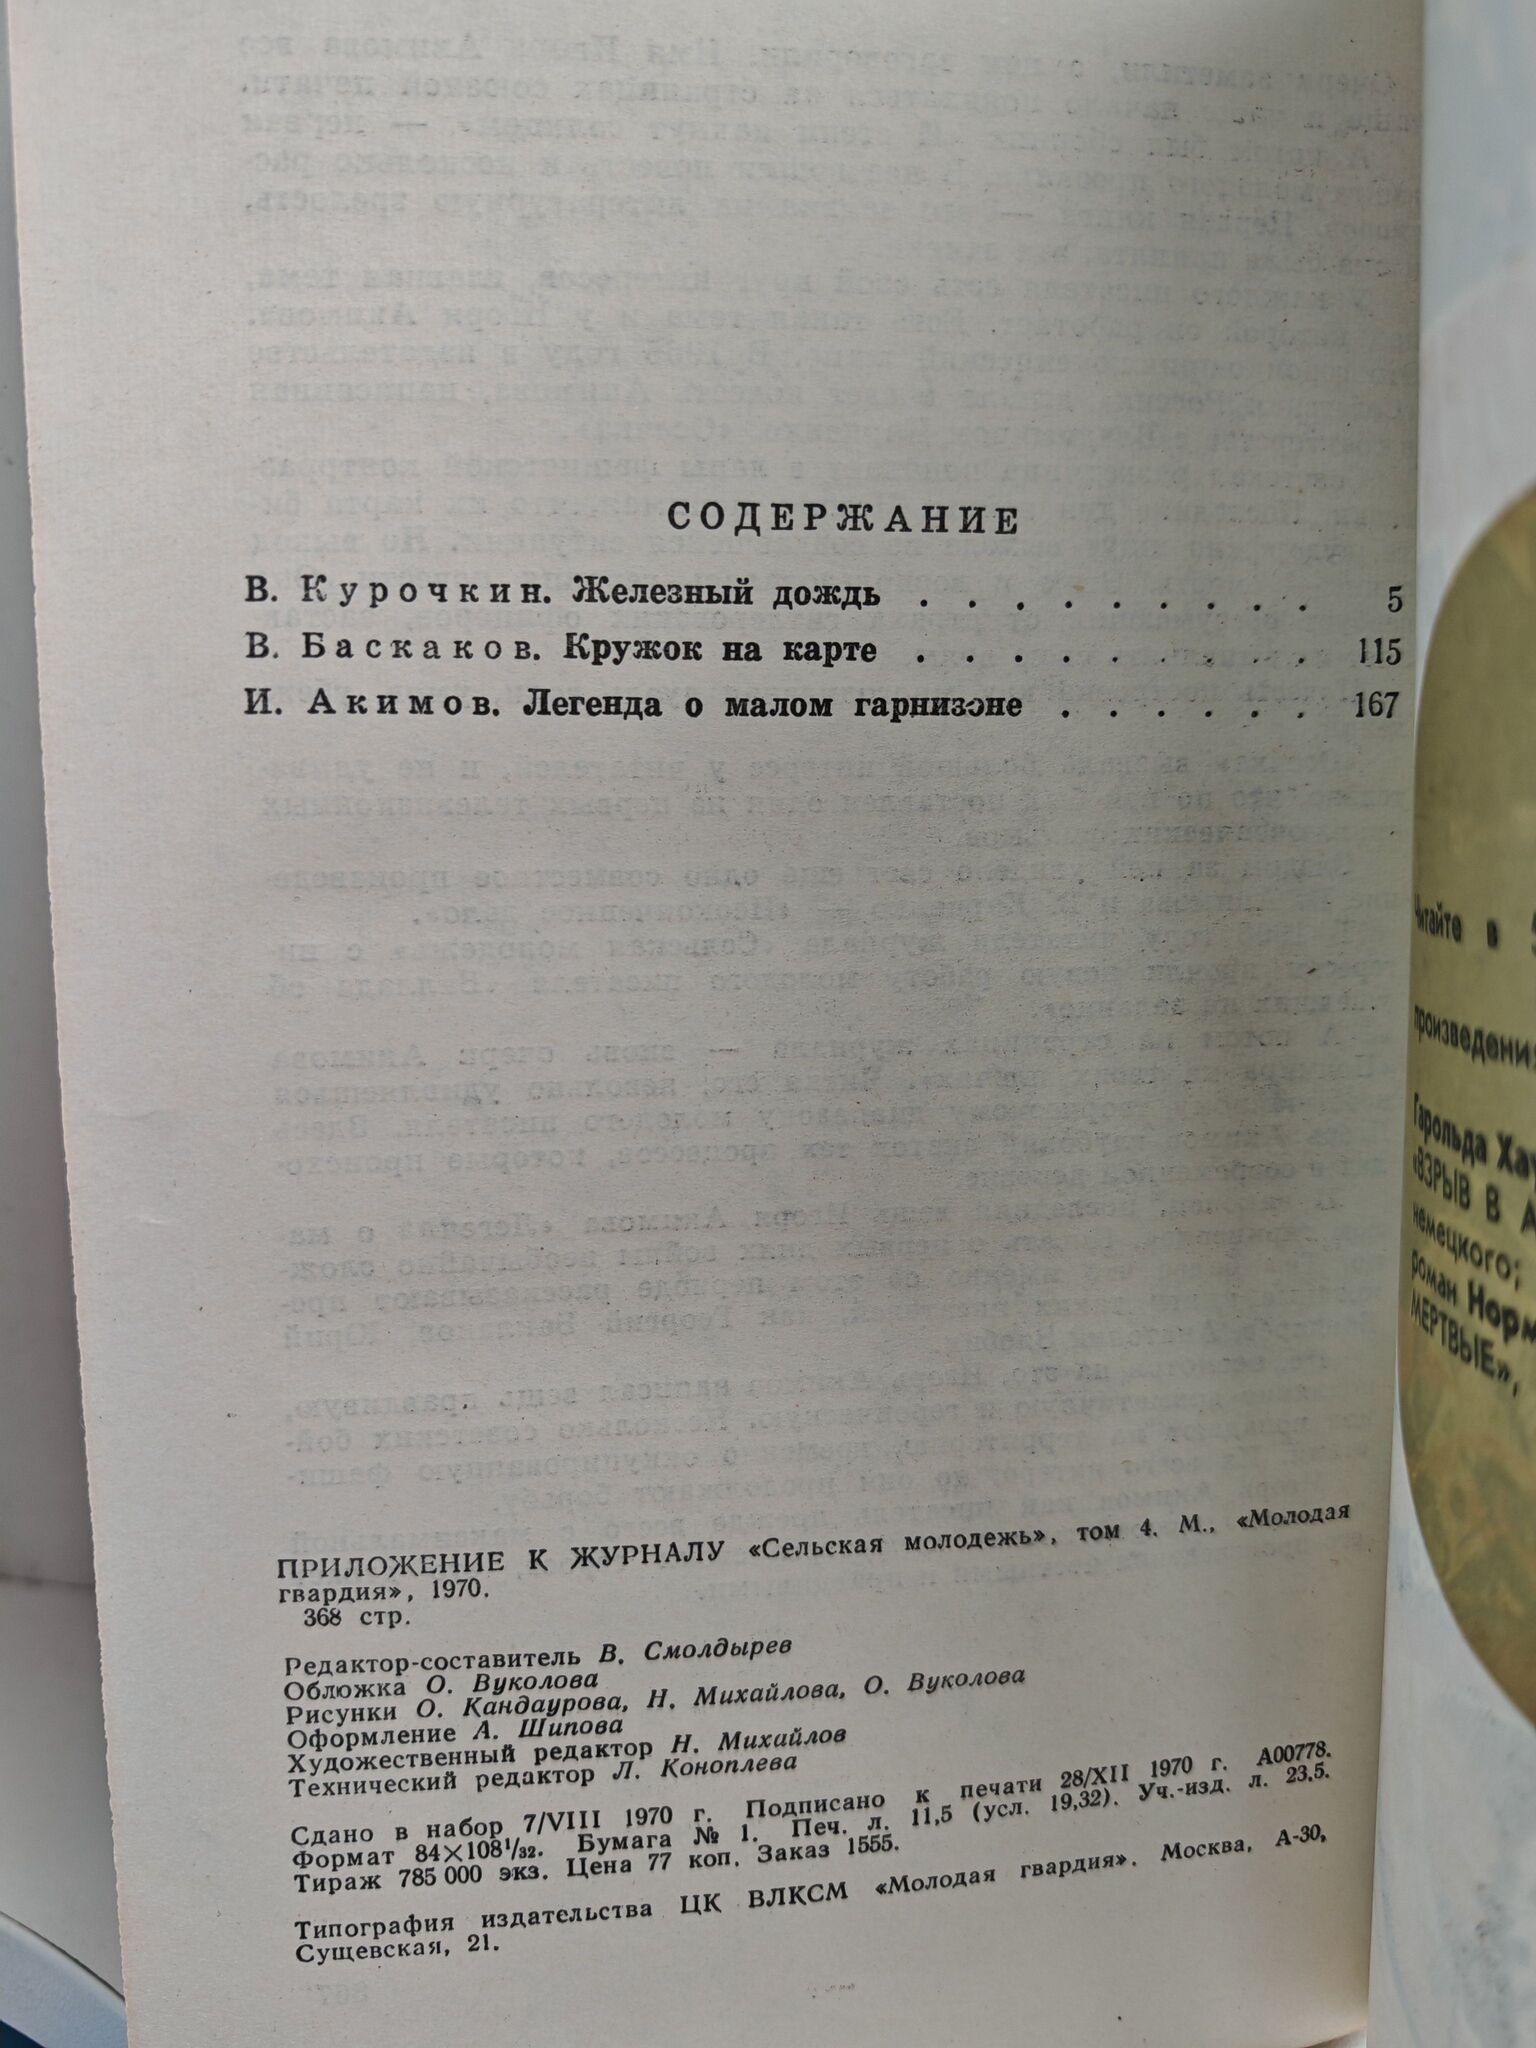 СОДЕРЖАНИЕ
В. Курочкин. Железный дождь . . . . . . . . . 5
В. Баскаков. Кружок на карте . . . . . . . . . 115
И. Акимов. Легенда о малом гарнизоне . . . . . . 167
ПРИЛОЖЕНИЕ К ЖУРНАЛУ «Сельская молодежь», том 4. М., «Молодая
гвардия», 1970.
368 стр.
Редактор-составитель В. Смолдырев
Обложка О. Вуколова
Рисунки О. Кандаурова, Н. Михайлова, О. Вуколова
Оформление А. Шипова
Художественный редактор Н. Михайлов
Технический редактор Л. Коноплева
Сдано в набор 7/VIII 1970 г. Подписано к печати 28/XII 1970 г. А00778.
Формат 84×108¹/₃₂. Бумага № 1. Печ. л. 11,5 (усл. 19,32). Уч.-изд. л. 23,5.
Тираж 785 000 экз. Цена 77 коп. Заказ 1555.
Типография издательства ЦК ВЛКСМ «Молодая гвардия». Москва, А-30,
Сущевская, 21.
Читайте в
произведени
Гарольда
«ВЗРЫВ В
немецкого;
роман
МЕРТВЫЕ»,